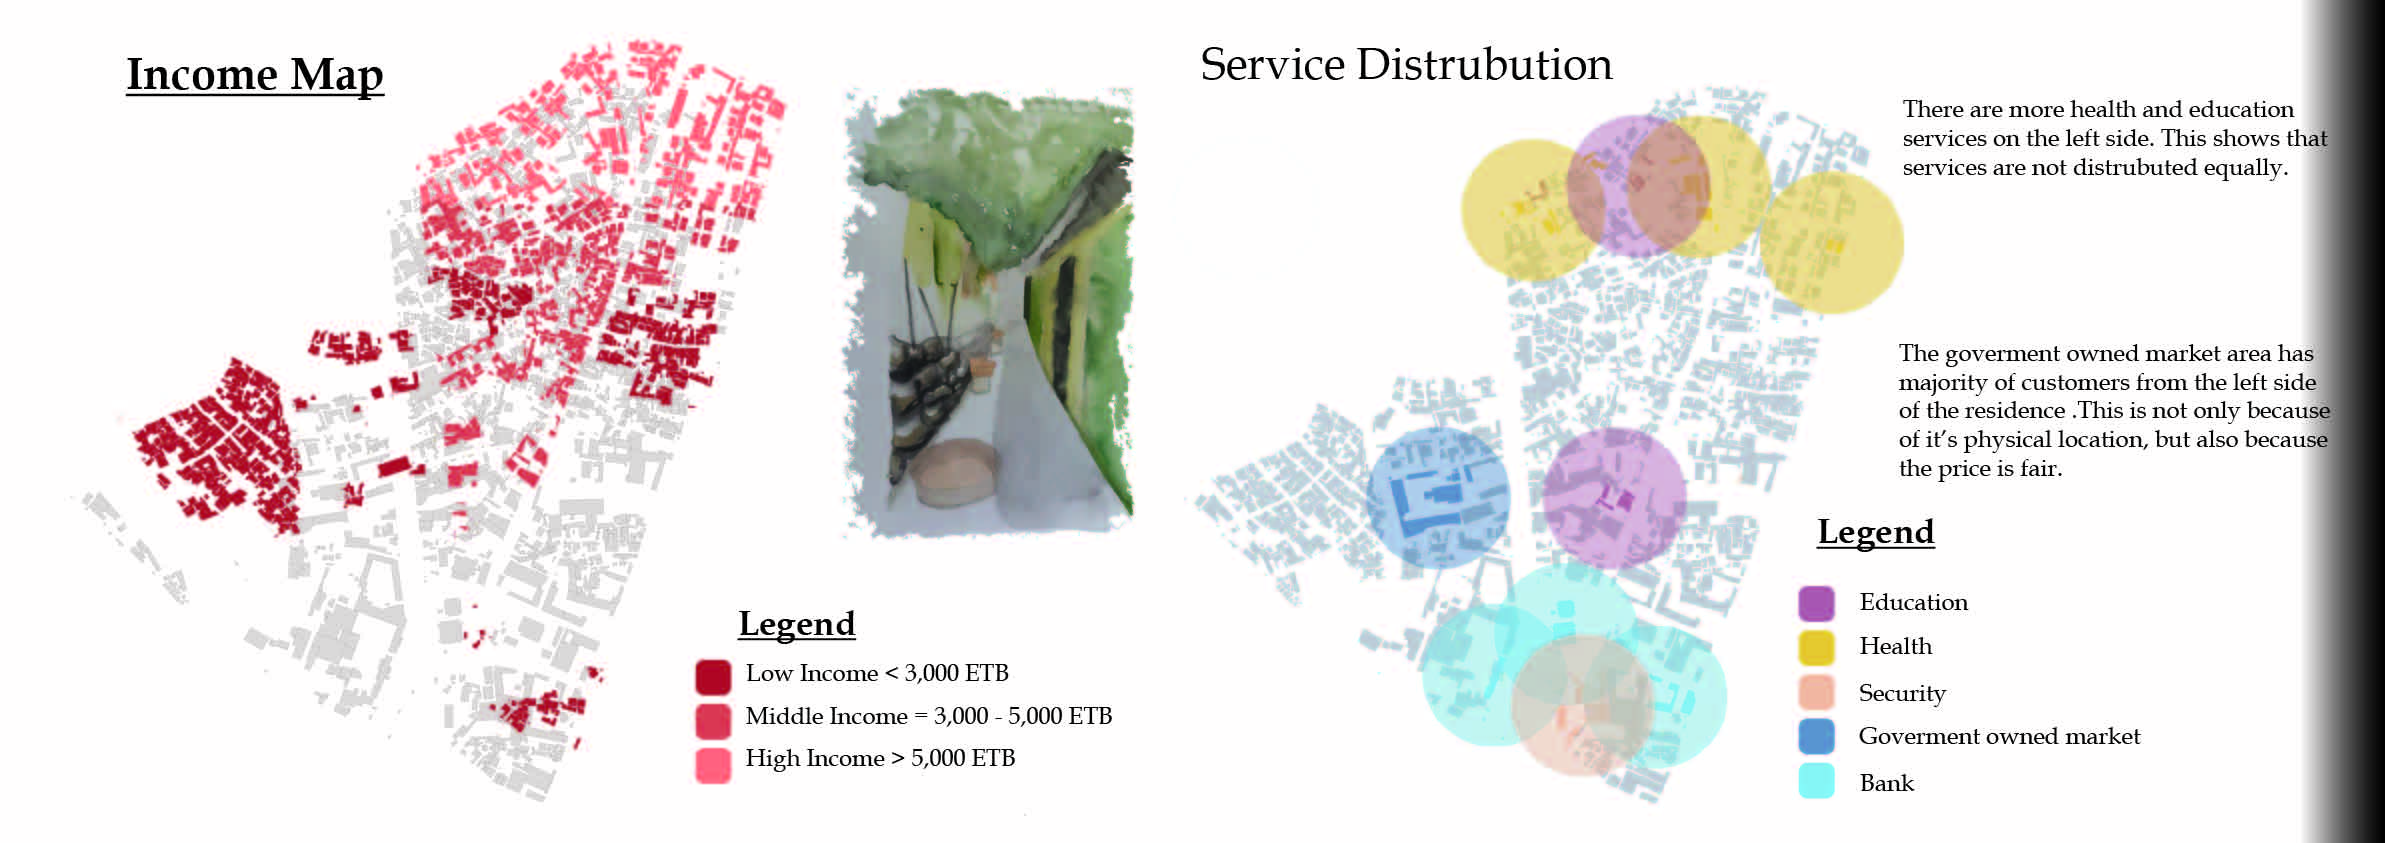 Income Map
Legend
Low Income < 3,000 ETB
Middle Income = 3,000 - 5,000 ETB
High Income > 5,000 ETB
Service Distrubution
There are more health and education
services on the left side. This shows that
services are not distrubuted equally.
The goverment owned market area has
majority of customers from the left side
of the residence .This is not only because
of it's physical location, but also because
the price is fair.
Legend
Education
Health
Security
Goverment owned market
Bank